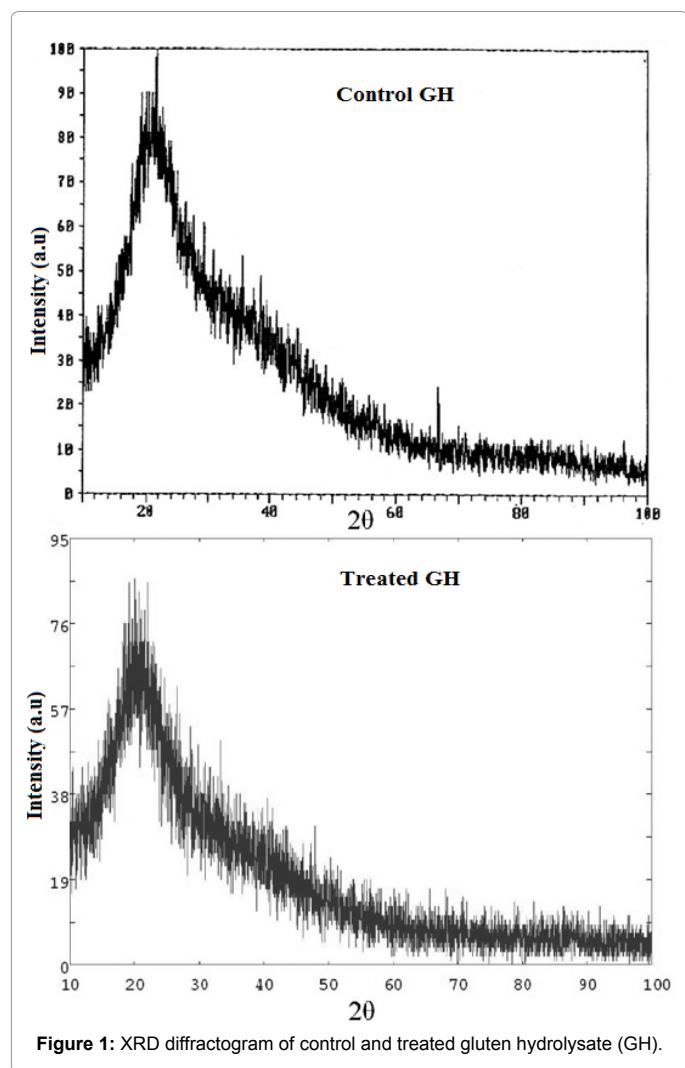 100
90
80
70
60
50
40
30
20
10
0
Intensity (a.u)
Control GH
20 40 60 80 100
2θ
95
76
57
38
19
0
Intensity (a.u)
Treated GH
10 20 30 40 50 60 70 80 90 100
2θ
Figure 1: XRD diffractogram of control and treated gluten hydrolysate (GH).